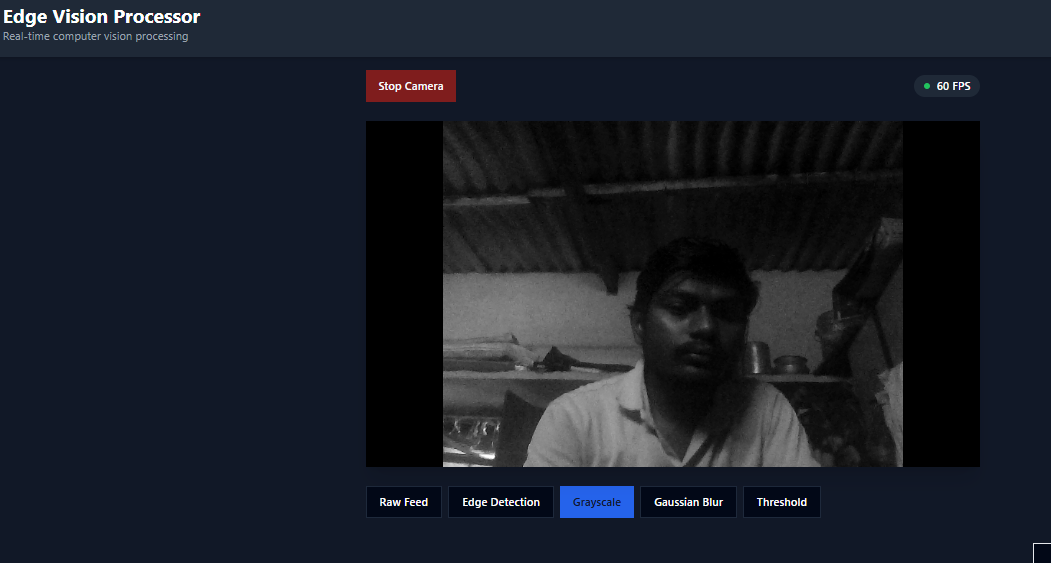 Edge Vision Processor
Real-time computer vision processing
Stop Camera
60 FPS
Raw Feed
Edge Detection
Grayscale
Gaussian Blur
Threshold